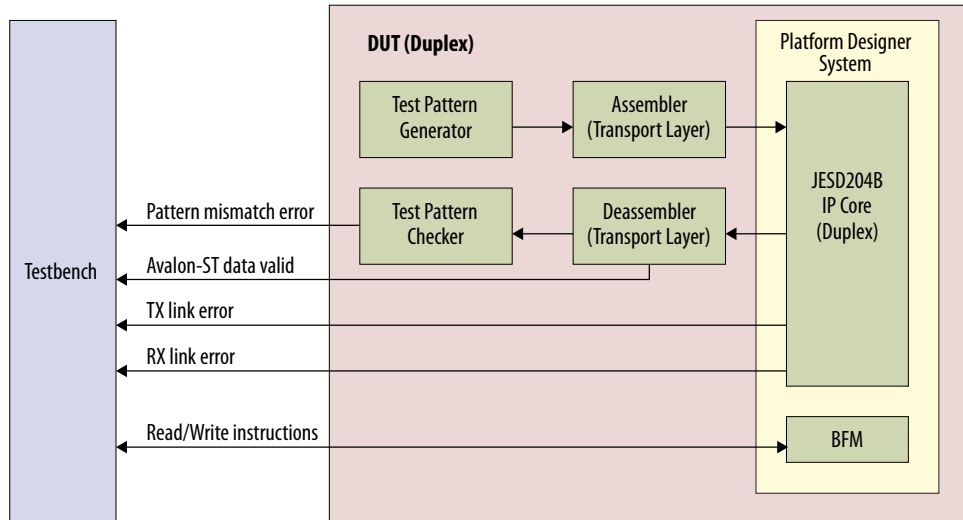 DUT (Duplex)
Platform Designer
System
Test Pattern
Generator
Assembler
(Transport Layer)
JESD204B
IP Core
(Duplex)
Pattern mismatch error
Test Pattern
Checker
Deassembler
(Transport Layer)
Testbench
Avalon-ST data valid
TX link error
RX link error
Read/Write instructions
BFM